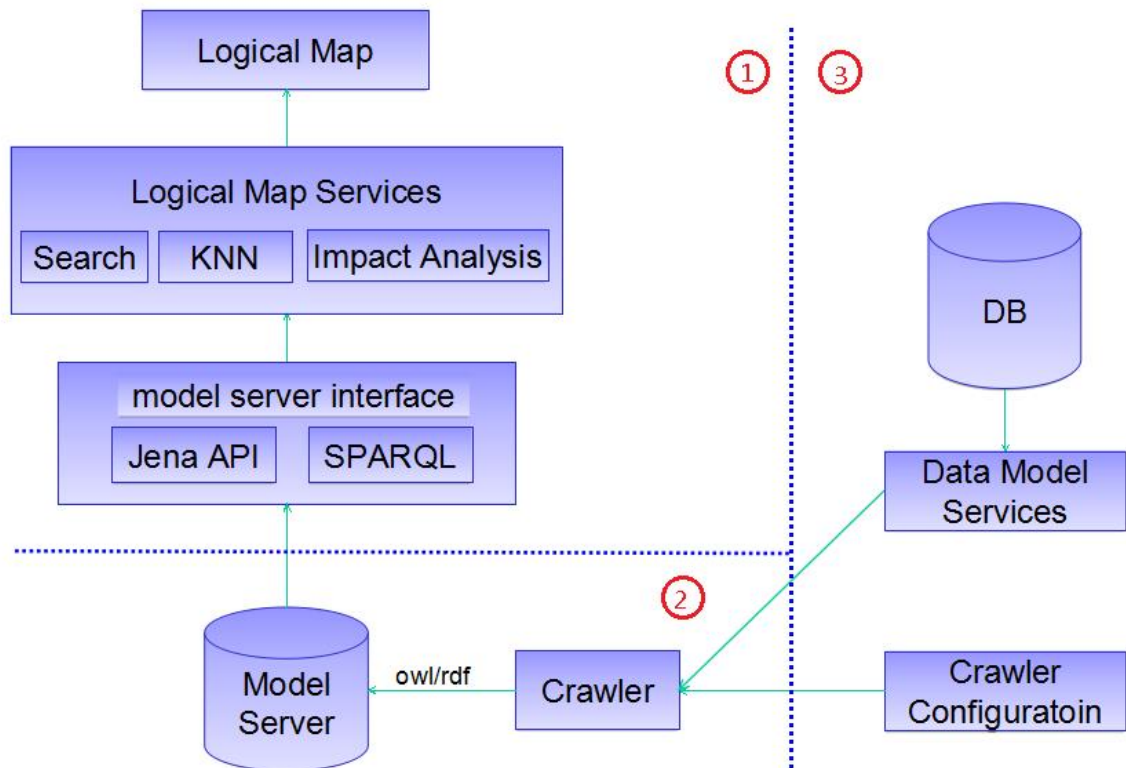 Logical Map
1
3
Logical Map Services
Search
KNN
Impact Analysis
DB
model server interface
Jena API
SPARQL
Data Model
Services
2
Model
Server
owl/rdf
Crawler
Crawler
Configuratoin